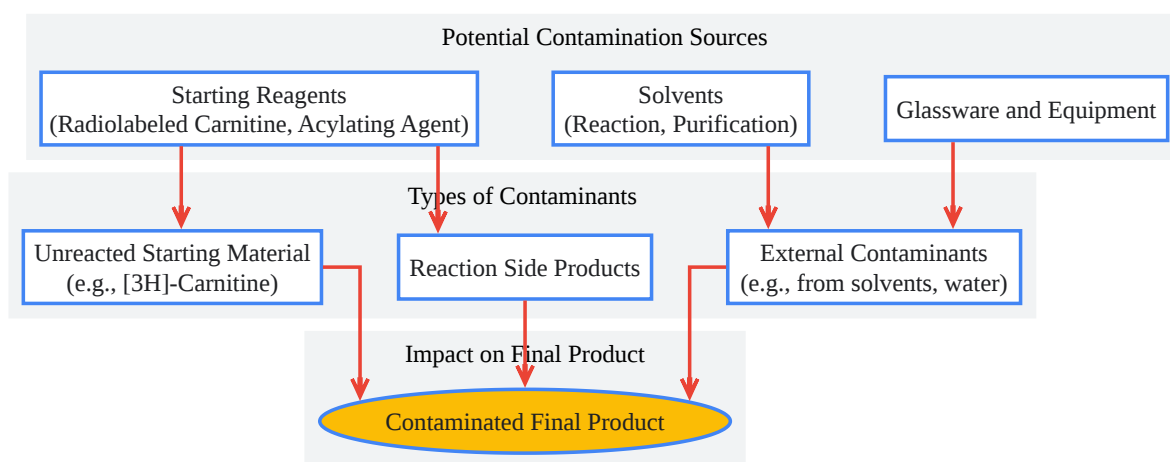 Potential Contamination Sources
Starting Reagents
(Radiolabeled Carnitine, Acylating Agent)
Solvents
(Reaction, Purification)
Glassware and Equipment
Types of Contaminants
Unreacted Starting Material
(e.g., [3H]-Carnitine)
Reaction Side Products
External Contaminants
(e.g., from solvents, water)
Impact on Final Product
Contaminated Final Product